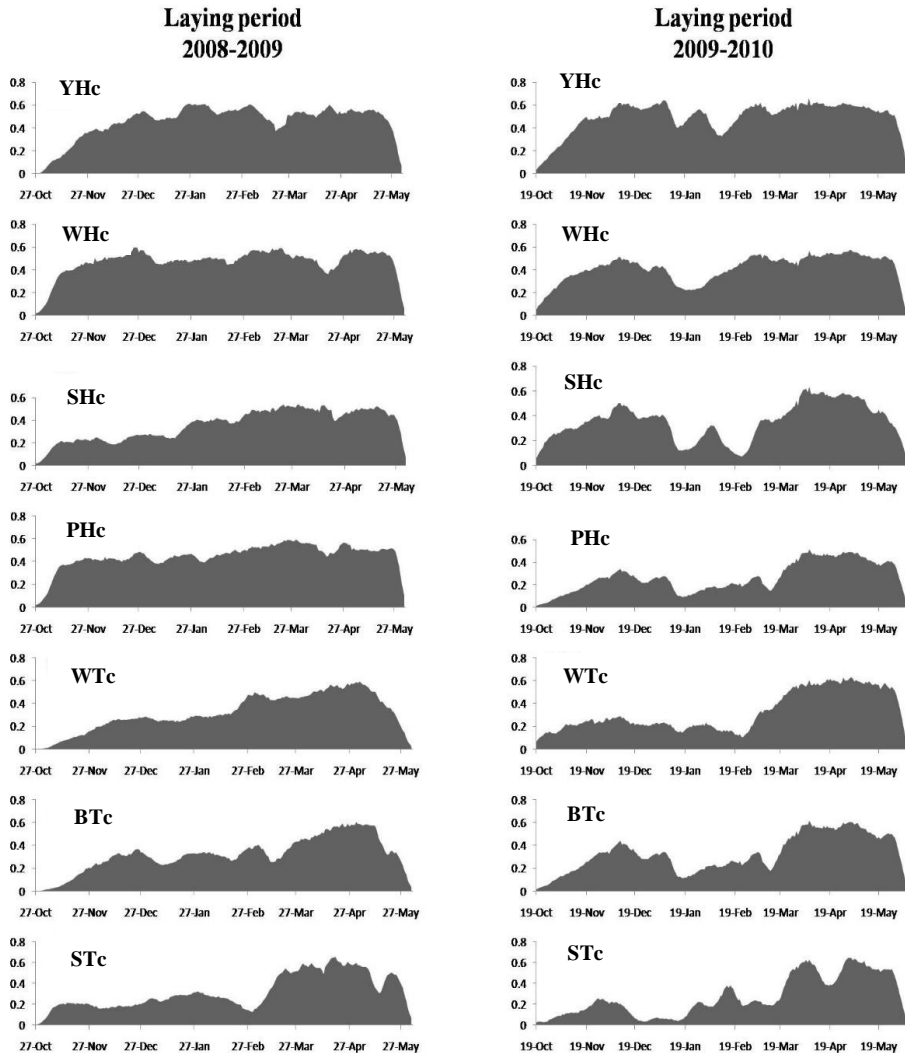 Laying period
2008-2009
YHc
0.8
0.6
0.4
0.2
0
27-Oct 27-Nov 27-Dec 27-Jan 27-Feb 27-Mar 27-Apr 27-May
WHc
0.8
0.6
0.4
0.2
0
27-Oct 27-Nov 27-Dec 27-Jan 27-Feb 27-Mar 27-Apr 27-May
SHc
0.6
0.4
0.2
0
27-Oct 27-Nov 27-Dec 27-Jan 27-Feb 27-Mar 27-Apr 27-May
PHc
0.8
0.6
0.4
0.2
0
27-Oct 27-Nov 27-Dec 27-Jan 27-Feb 27-Mar 27-Apr 27-May
WTc
0.8
0.6
0.4
0.2
0
27-Oct 27-Nov 27-Dec 27-Jan 27-Feb 27-Mar 27-Apr 27-May
BTc
0.8
0.6
0.4
0.2
0
27-Oct 27-Nov 27-Dec 27-Jan 27-Feb 27-Mar 27-Apr 27-May
STc
0.8
0.6
0.4
0.2
0
27-Oct 27-Nov 27-Dec 27-Jan 27-Feb 27-Mar 27-Apr 27-May
Laying period
2009-2010
YHc
0.8
0.6
0.4
0.2
0
19-Oct 19-Nov 19-Dec 19-Jan 19-Feb 19-Mar 19-Apr 19-May
WHc
0.8
0.6
0.4
0.2
0
19-Oct 19-Nov 19-Dec 19-Jan 19-Feb 19-Mar 19-Apr 19-May
SHc
0.8
0.6
0.4
0.2
0
19-Oct 19-Nov 19-Dec 19-Jan 19-Feb 19-Mar 19-Apr 19-May
PHc
0.6
0.4
0.2
0
19-Oct 19-Nov 19-Dec 19-Jan 19-Feb 19-Mar 19-Apr 19-May
WTc
0.8
0.6
0.4
0.2
0
19-Oct 19-Nov 19-Dec 19-Jan 19-Feb 19-Mar 19-Apr 19-May
BTc
0.8
0.6
0.4
0.2
0
19-Oct 19-Nov 19-Dec 19-Jan 19-Feb 19-Mar 19-Apr 19-May
STc
0.8
0.6
0.4
0.2
0
19-Oct 19-Nov 19-Dec 19-Jan 19-Feb 19-Mar 19-Apr 19-May